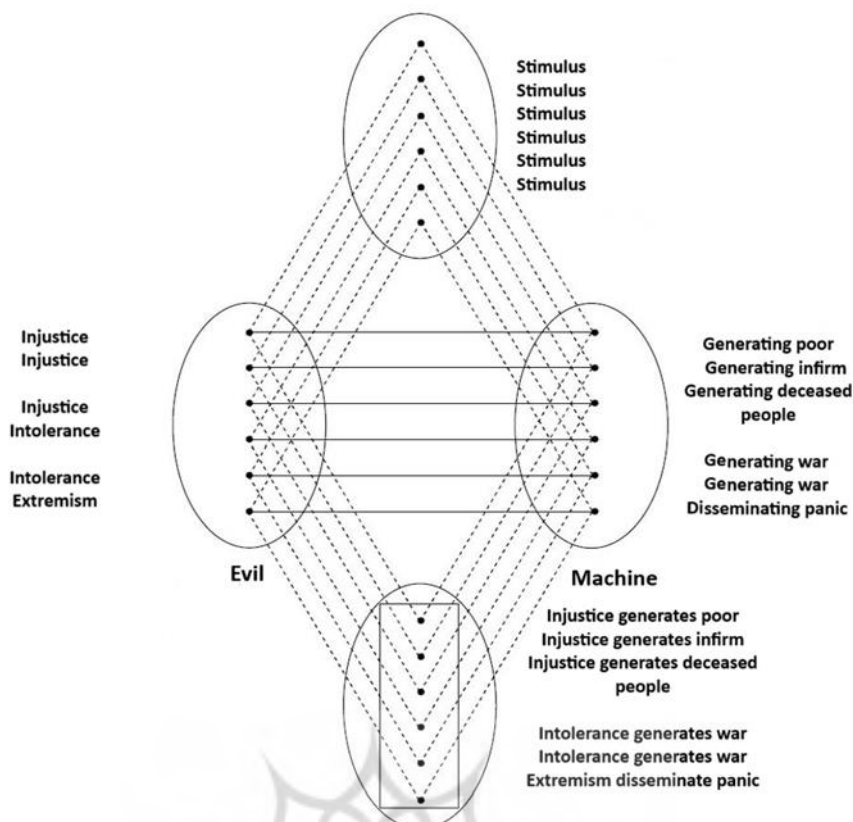 Stimulus
Stimulus
Stimulus
Stimulus
Stimulus
Stimulus
Injustice
Injustice
Injustice
Intolerance
Intolerance
Extremism
Generating poor
Generating infirm
Generating deceased
people
Generating war
Generating war
Disseminating panic
Evil
Machine
Injustice generates poor
Injustice generates infirm
Injustice generates deceased
people
Intolerance generates war
Intolerance generates war
Extremism disseminate panic